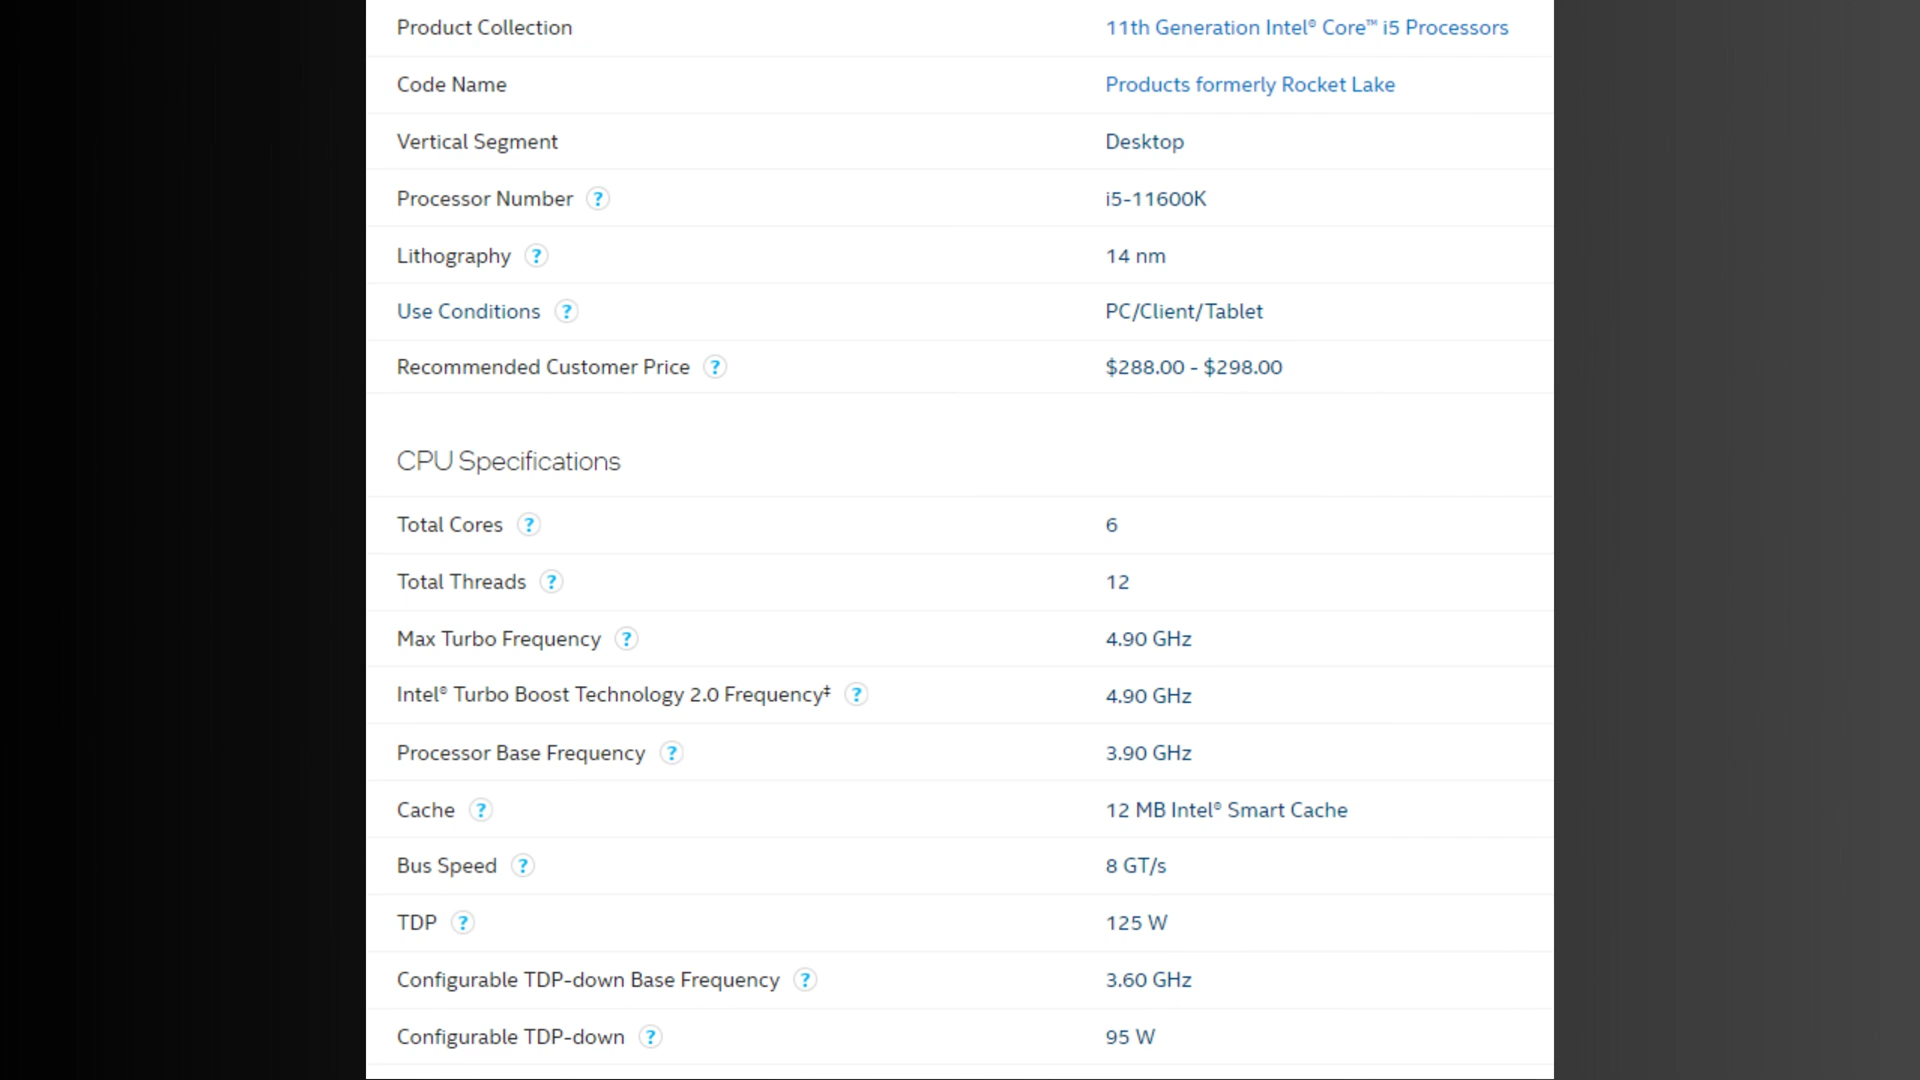 Product Collection 11th Generation Intel® Core™ i5 Processors
Code Name Products formerly Rocket Lake
Vertical Segment Desktop
Processor Number ? i5-11600K
Lithography ? 14 nm
Use Conditions ? PC/Client/Tablet
Recommended Customer Price ? $288.00 - $298.00
CPU Specifications
Total Cores ? 6
Total Threads ? 12
Max Turbo Frequency ? 4.90 GHz
Intel® Turbo Boost Technology 2.0 Frequency‡ ? 4.90 GHz
Processor Base Frequency ? 3.90 GHz
Cache ? 12 MB Intel® Smart Cache
Bus Speed ? 8 GT/s
TDP ? 125 W
Configurable TDP-down Base Frequency ? 3.60 GHz
Configurable TDP-down ? 95 W